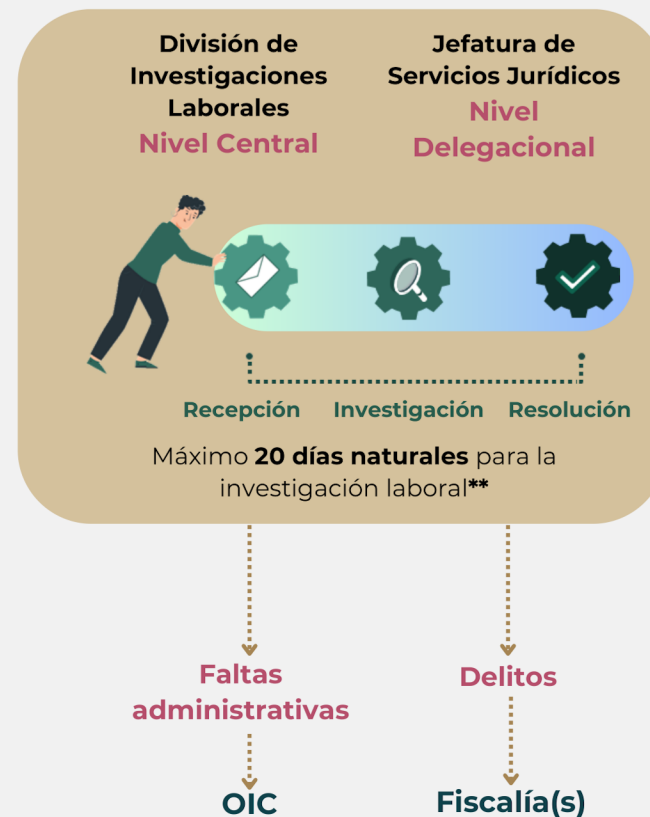 División de
Investigaciones
Laborales
Nivel Central
Jefatura de
Servicios Jurídicos
Nivel
Delegacional
Recepción
Investigación
Resolución
Máximo 20 días naturales para la
investigación laboral**
Faltas
administrativas
Delitos
OIC
Fiscalía(s)